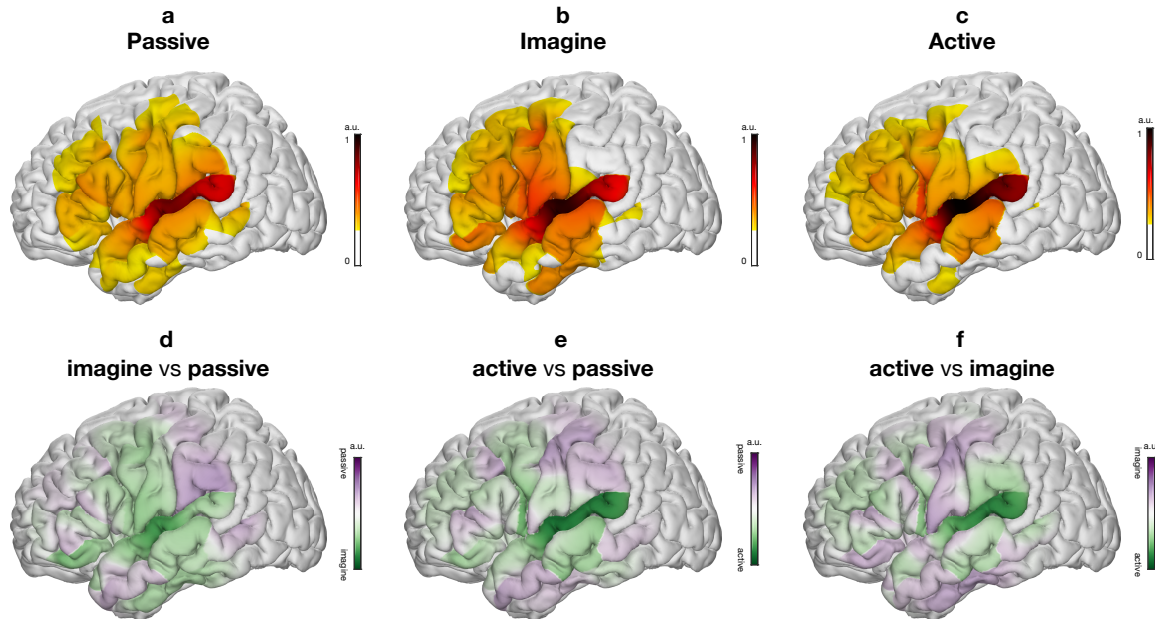 a
Passive
b
Imagine
c
Active
a.u.
1
0
a.u.
1
0
a.u.
1
0
d
imagine vs passive
e
active vs passive
f
active vs imagine
a.u.
passive
imagine
a.u.
passive
active
a.u.
imagine
active